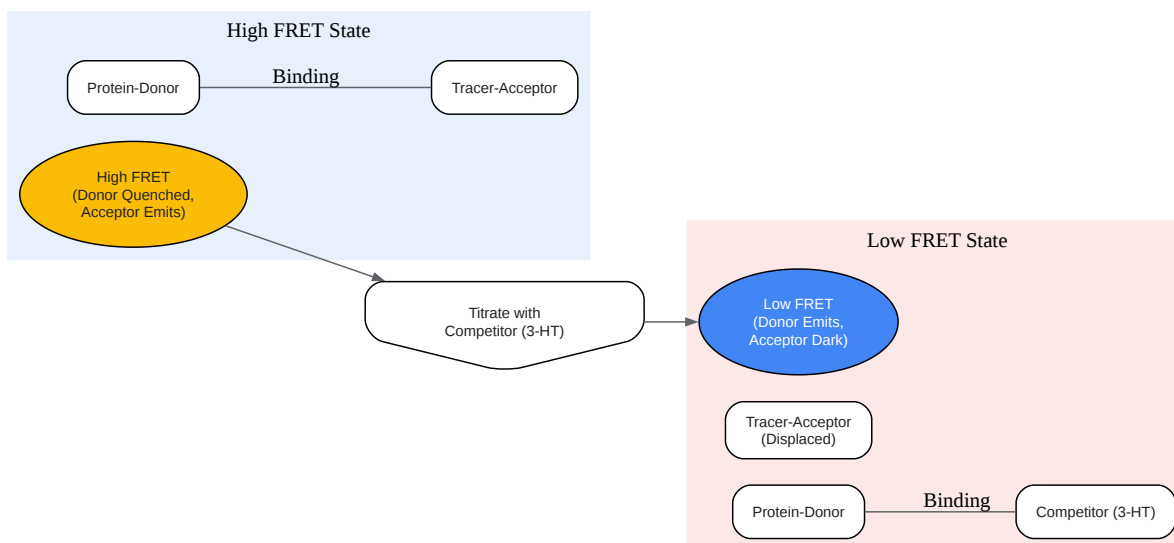 High FRET State
Protein-Donor
Binding
Tracer-Acceptor
High FRET
(Donor Quenched,
Acceptor Emits)
Titrate with
Competitor (3-HT)
Low FRET State
Low FRET
(Donor Emits,
Acceptor Dark)
Tracer-Acceptor
(Displaced)
Protein-Donor
Binding
Competitor (3-HT)